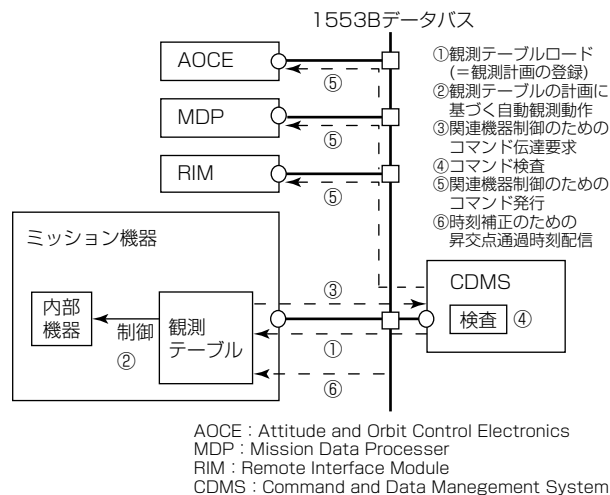 1553Bデータバス
AOCE
⑤
MDP
⑤
RIM
⑤
①観測テーブルロード
(=観測計画の登録)
②観測テーブルの計画に
基づく自動観測動作
③関連機器制御のための
コマンド伝達要求
④コマンド検査
⑤関連機器制御のための
コマンド発行
⑥時刻補正のための
昇交点通過時刻配信
ミッション機器
内部
機器
制御
②
観測
テーブル
③
①
⑥
CDMS
検査
④
AOCE:Attitude and Orbit Control Electronics
MDP:Mission Data Processer
RIM:Remote Interface Module
CDMS:Command and Data Manegement System